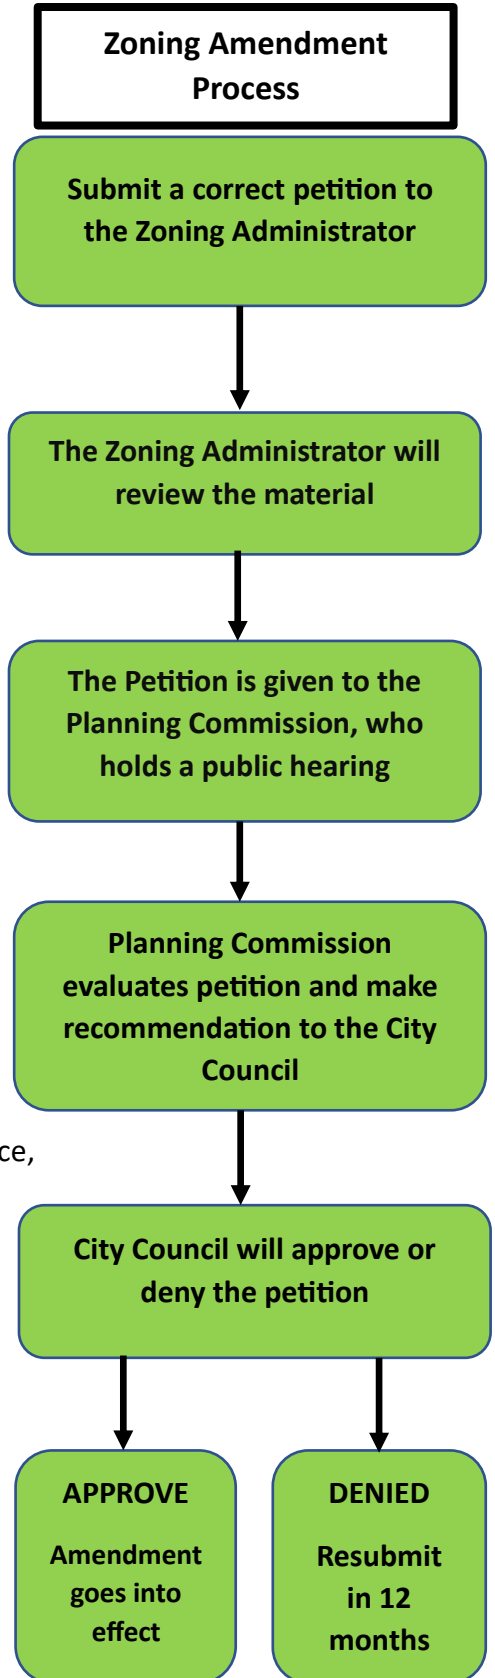 Zoning Amendment
Process
Submit a correct petition to
the Zoning Administrator
The Zoning Administrator will
review the material
The Petition is given to the
Planning Commission, who
holds a public hearing
Planning Commission
evaluates petition and make
recommendation to the City
Council
ce,
City Council will approve or
deny the petition
APPROVE
Amendment
goes into
effect
DENIED
Resubmit
in 12
months